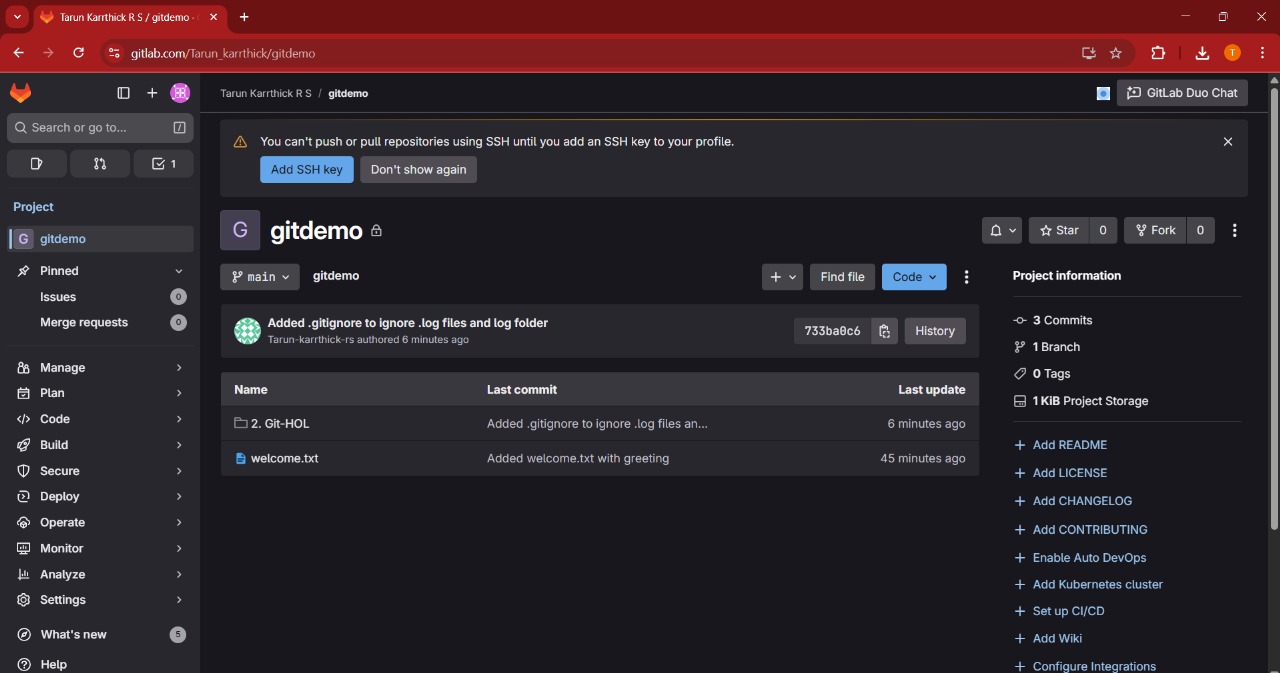 Tarun Karrthick R S / gitdemo ·
gitlab.com/Tarun_karrthick/gitdemo
T
Tarun Karrthick R S / gitdemo
GitLab Duo Chat
Search or go to...
/
1
You can't push or pull repositories using SSH until you add an SSH key to your profile.
Add SSH key
Don't show again
Project
G gitdemo
Pinned
Issues 0
Merge requests 0
Manage
Plan
Code
Build
Secure
Deploy
Operate
Monitor
Analyze
Settings
What's new 5
Help
G gitdemo
Star 0
Fork 0
main
gitdemo
+
Find file
Code
Added .gitignore to ignore .log files and log folder
Tarun-karrthick-rs authored 6 minutes ago
733ba0c6
History
Name Last commit Last update
2. Git-HOL Added .gitignore to ignore .log files an... 6 minutes ago
welcome.txt Added welcome.txt with greeting 45 minutes ago
Project information
3 Commits
1 Branch
0 Tags
1 KiB Project Storage
+ Add README
+ Add LICENSE
+ Add CHANGELOG
+ Add CONTRIBUTING
+ Enable Auto DevOps
+ Add Kubernetes cluster
+ Set up CI/CD
+ Add Wiki
+ Configure Integrations